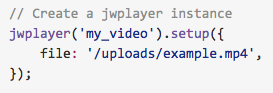 // Create a jwplayer instance
jwplayer('my_video').setup({
    file: '/uploads/example.mp4',
});